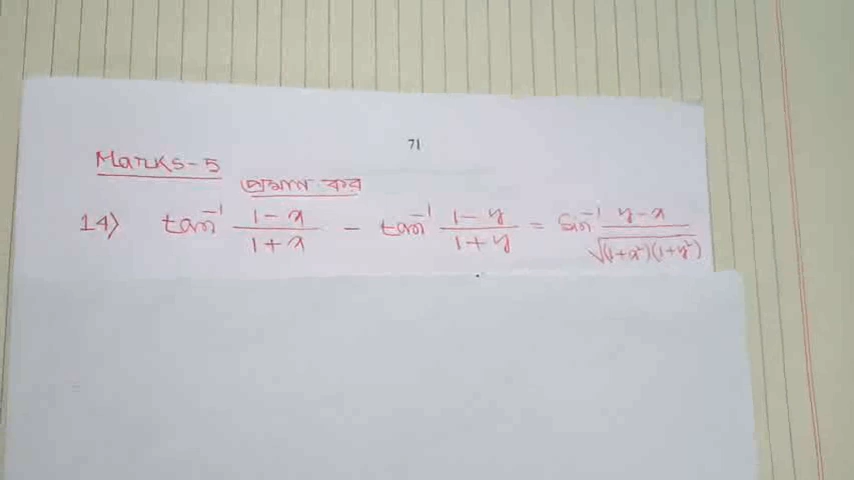 71
Marks-5
প্রমাণ কর
14) tan⁻¹ (1-x)/(1+x) - tan⁻¹ (1-y)/(1+y) = sin⁻¹ (y-x)/√((1+x²)(1+y²))